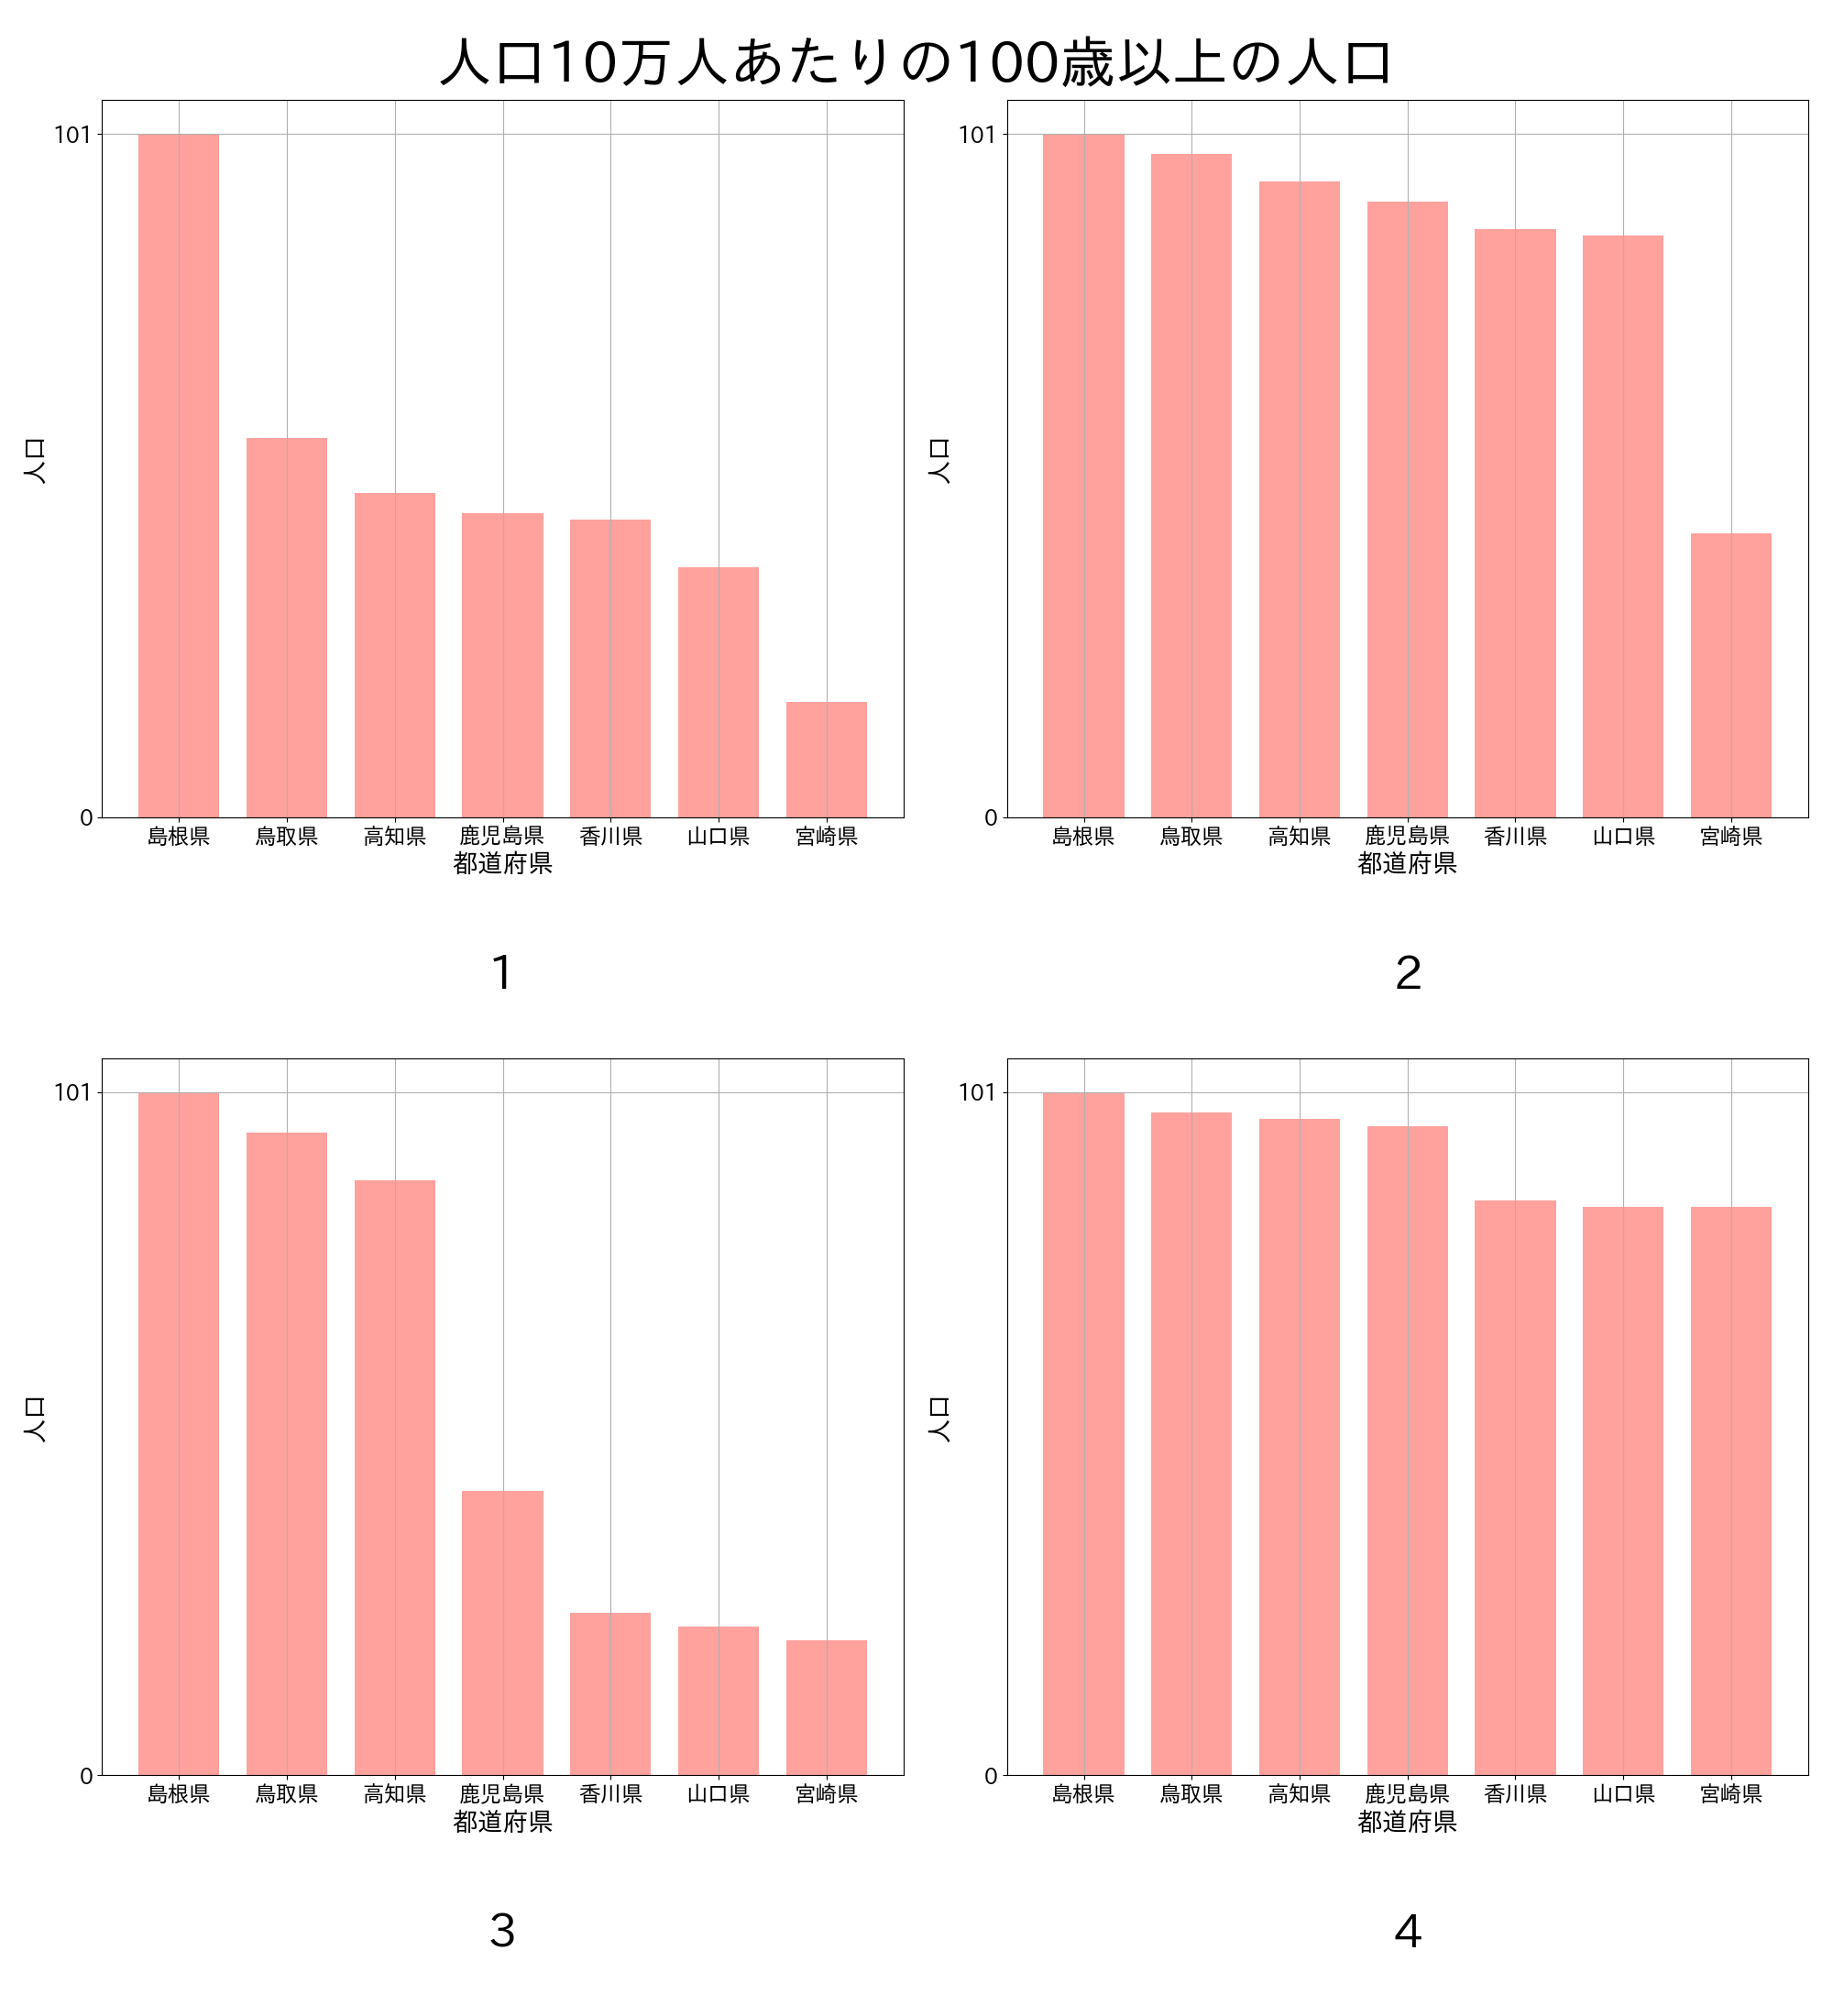 人口10万人あたりの100歳以上の人口
101
0
人口
島根県 鳥取県 高知県 鹿児島県 香川県 山口県 宮崎県
都道府県
1
101
0
人口
島根県 鳥取県 高知県 鹿児島県 香川県 山口県 宮崎県
都道府県
2
101
0
人口
島根県 鳥取県 高知県 鹿児島県 香川県 山口県 宮崎県
都道府県
3
101
0
人口
島根県 鳥取県 高知県 鹿児島県 香川県 山口県 宮崎県
都道府県
4